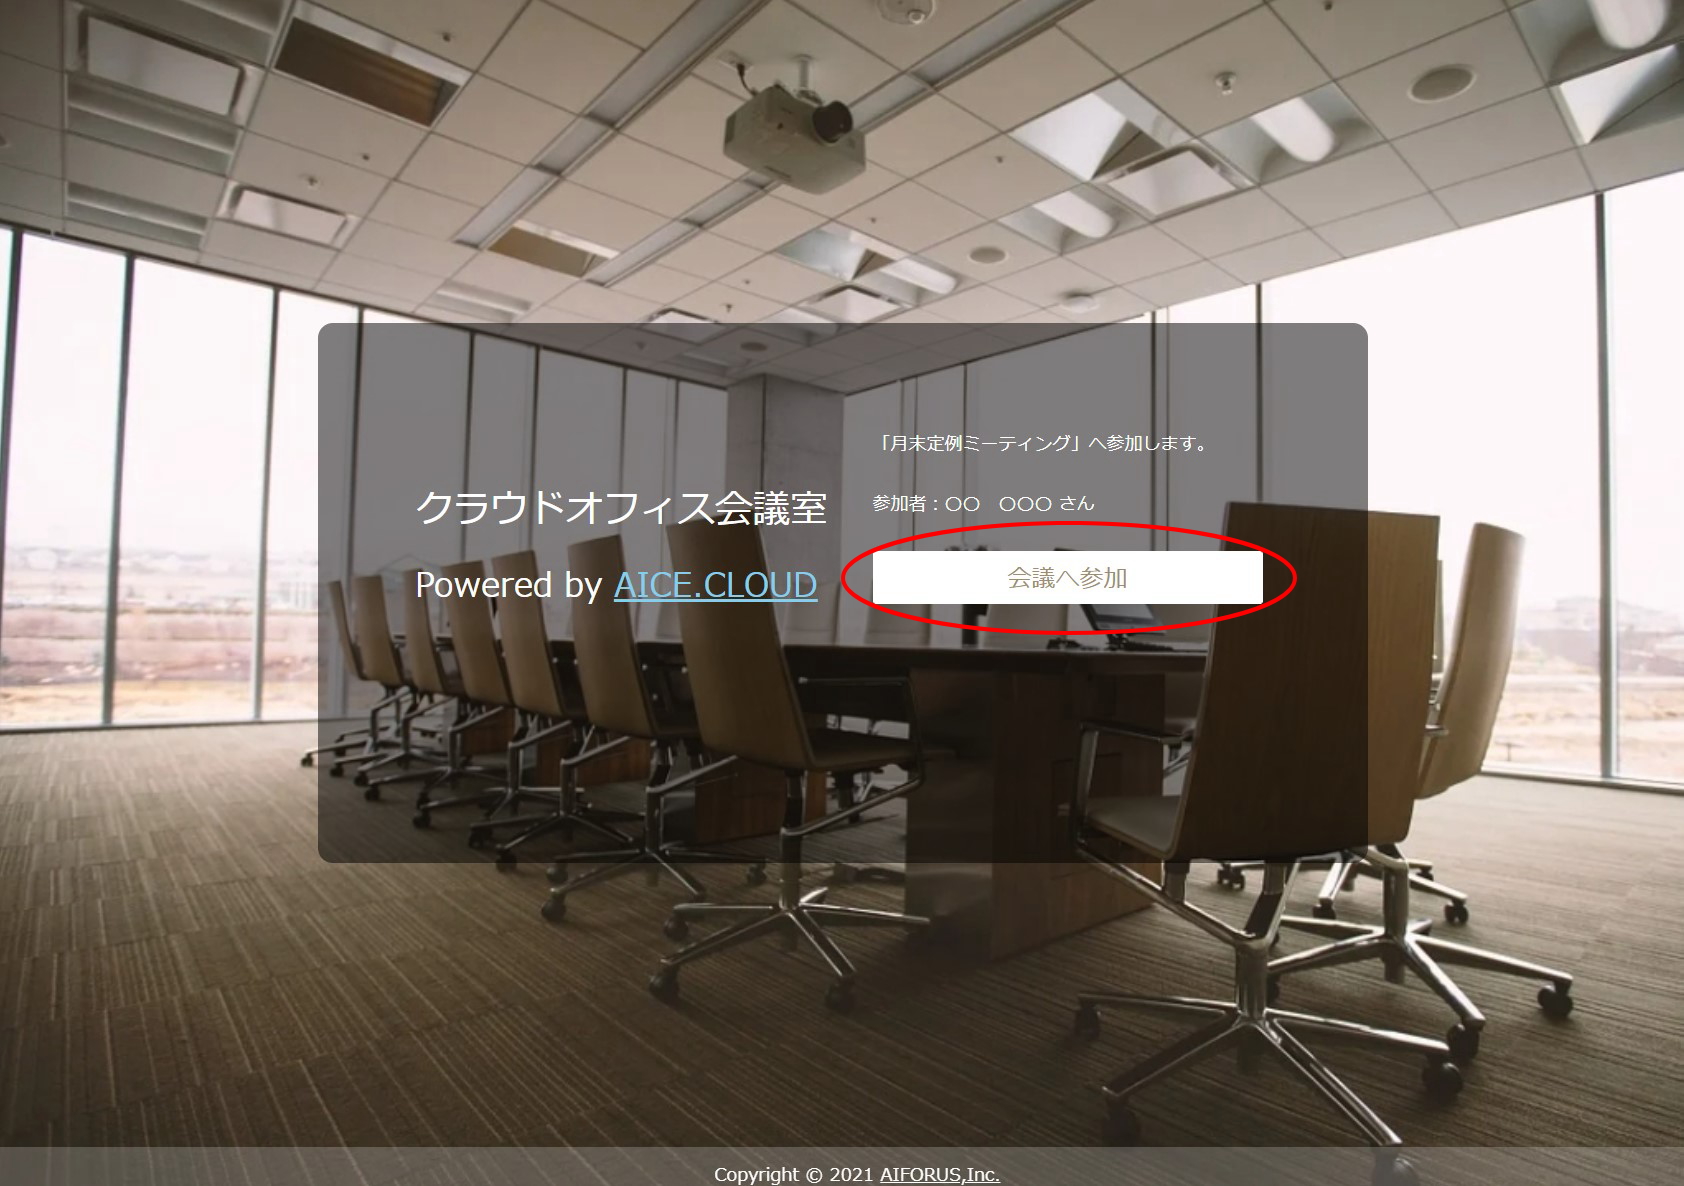 クラウドオフィス会議室
Powered by AICE.CLOUD
「月末定例ミーティング」へ参加します。
参加者：〇〇　〇〇〇 さん
会議へ参加
Copyright © 2021 AIFORUS,Inc.